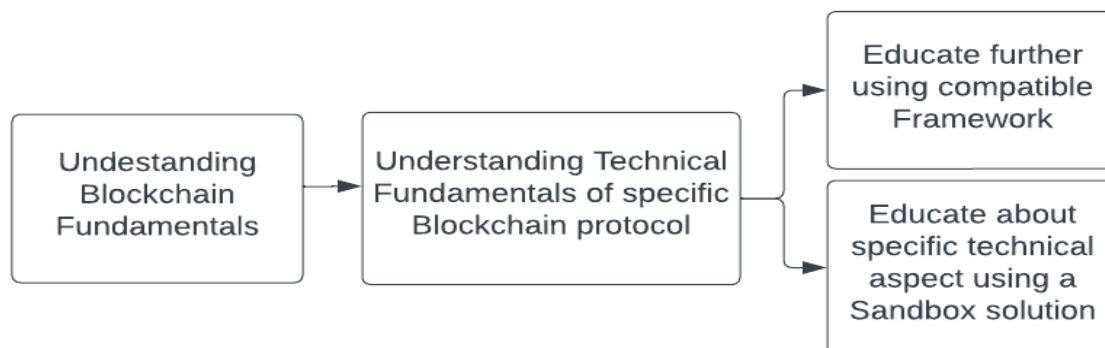 Undestanding
Blockchain
Fundamentals
Understanding Technical
Fundamentals of specific
Blockchain protocol
Educate further
using compatible
Framework
Educate about
specific technical
aspect using a
Sandbox solution